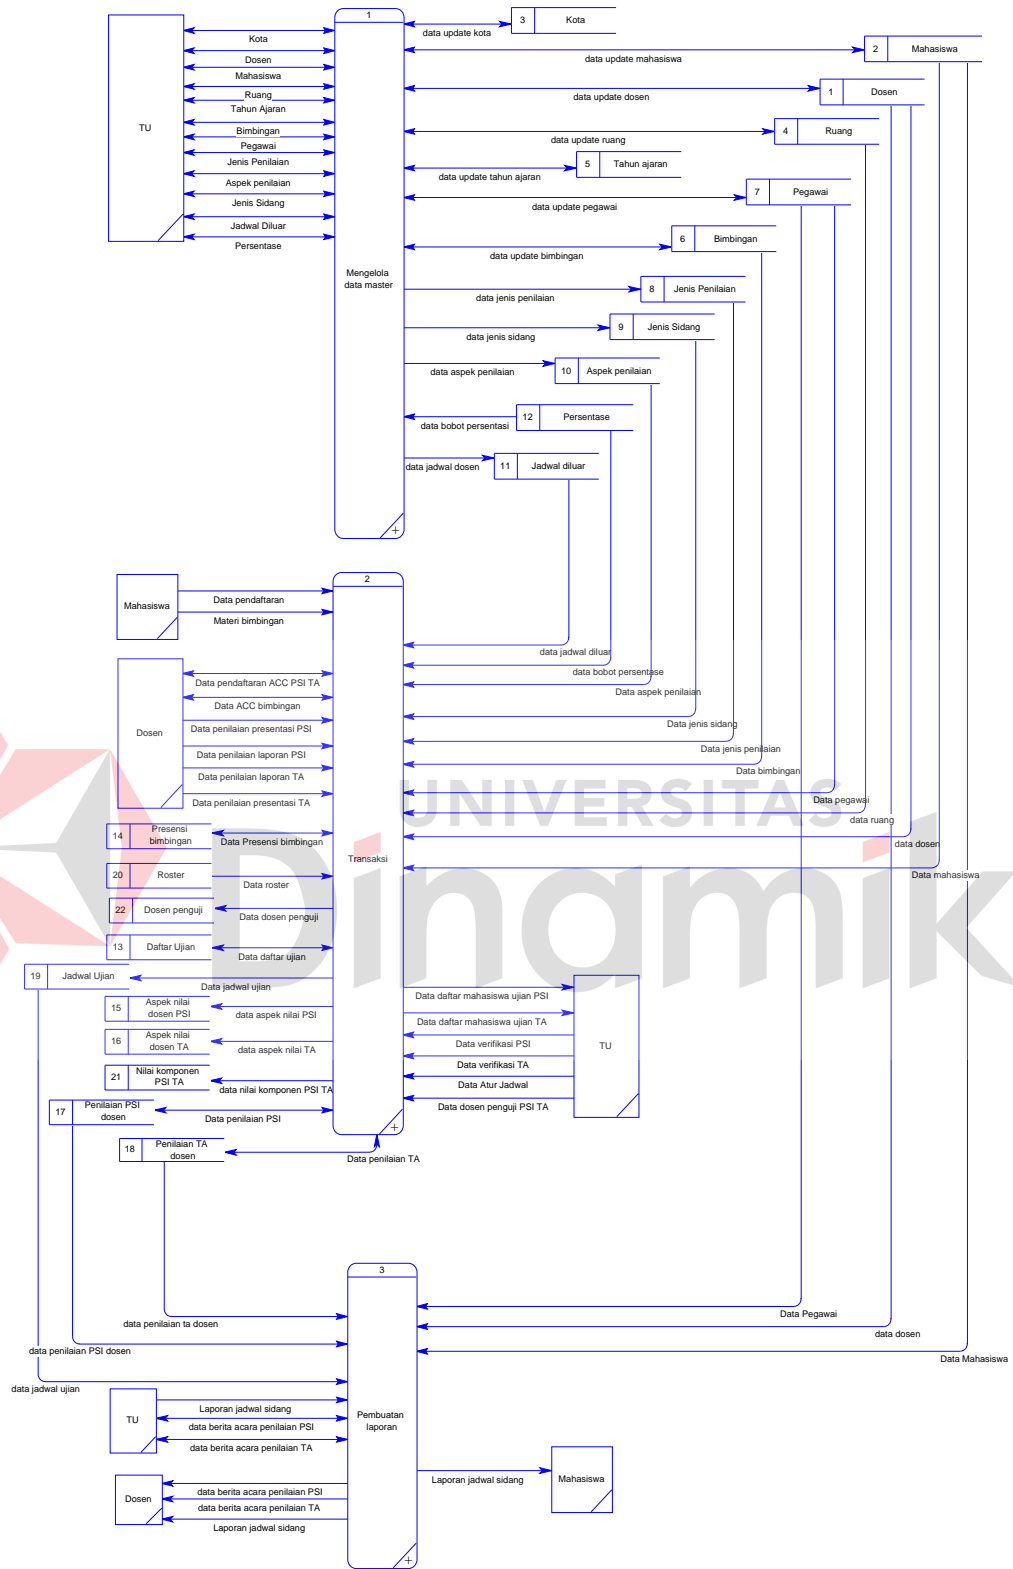 1
3
Kota
data update kota
2
Mahasiswa
data update mahasiswa
1
Dosen
data update dosen
4
Ruang
data update ruang
5
Tahun ajaran
data update tahun ajaran
7
Pegawai
data update pegawai
6
Bimbingan
data update bimbingan
8
Jenis Penilaian
data jenis penilaian
9
Jenis Sidang
data jenis sidang
10
Aspek penilaian
data aspek penilaian
12
Persentase
data bobot persentasi
11
Jadwal diluar
data jadwal dosen
TU
Kota
Dosen
Mahasiswa
Ruang
Tahun Ajaran
Bimbingan
Pegawai
Jenis Penilaian
Aspek penilaian
Jenis Sidang
Jadwal Diluar
Persentase
Mengelola
data master
+
2
Mahasiswa
Data pendaftaran
Materi bimbingan
Dosen
Data pendaftaran ACC PSI TA
Data ACC bimbingan
Data penilaian presentasi PSI
Data penilaian laporan PSI
Data penilaian laporan TA
Data penilaian presentasi TA
data jadwal diluar
data bobot persentase
Data aspek penilaian
Data jenis sidang
Data jenis penilaian
Data bimbingan
Data pegawai
data ruang
data dosen
Data mahasiswa
UNIVERSITAS
Dinamik
Transaksi
14
Presensi
bimbingan
Data Presensi bimbingan
20
Roster
Data roster
22
Dosen penguji
Data dosen penguji
13
Daftar Ujian
Data daftar ujian
19
Jadwal Ujian
Data jadwal ujian
15
Aspek nilai
dosen PSI
data aspek nilai PSI
16
Aspek nilai
dosen TA
data aspek nilai TA
21
Nilai komponen
PSI TA
data nilai komponen PSI TA
17
Penilaian PSI
dosen
Data penilaian PSI
18
Penilaian TA
dosen
Data penilaian TA
Data daftar mahasiswa ujian PSI
Data daftar mahasiswa ujian TA
Data verifikasi PSI
Data verifikasi TA
Data Atur Jadwal
Data dosen penguji PSI TA
TU
+
3
Data Pegawai
data dosen
Data Mahasiswa
data penilaian ta dosen
data penilaian PSI dosen
data jadwal ujian
TU
Laporan jadwal sidang
data berita acara penilaian PSI
data berita acara penilaian TA
Pembuatan
laporan
Dosen
data berita acara penilaian PSI
data berita acara penilaian TA
Laporan jadwal sidang
Laporan jadwal sidang
Mahasiswa
+